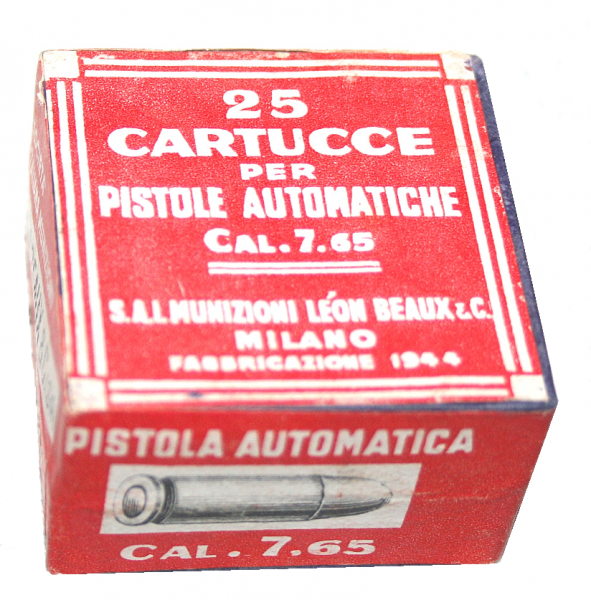 25
CARTUCCE
PER
PISTOLE AUTOMATICHE
CAL.7.65
S.A.I. MUNIZIONI LÉON BEAUX & C.
MILANO
FABBRICAZIONE 1944
PISTOLA AUTOMATICA
CAL.7.65